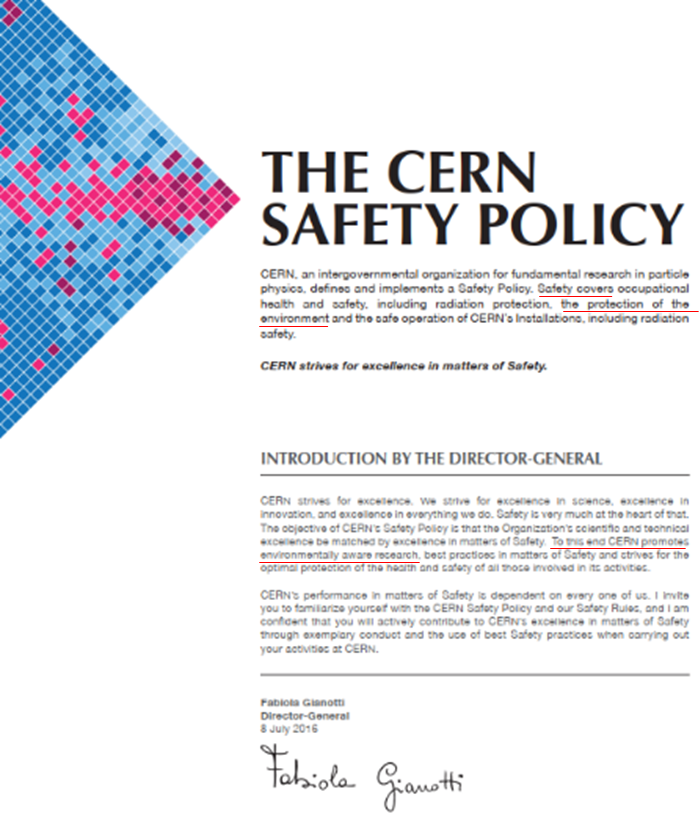 THE CERN
SAFETY POLICY
CERN, an intergovernmental organization for fundamental research in particle
physics, defines and implements a Safety Policy. Safety covers occupational
health and safety, including radiation protection, the protection of the
environment and the safe operation of CERN's Installations, including radiation
safety.
CERN strives for excellence in matters of Safety.
INTRODUCTION BY THE DIRECTOR-GENERAL
CERN strives for excellence. We strive for excellence in science, excellence in
innovation, and excellence in everything we do. Safety is very much at the heart of that.
The objective of CERN's Safety Policy is that the Organization's scientific and technical
excellence be matched by excellence in matters of Safety. To this end CERN promotes
environmentally aware research, best practices in matters of Safety and strives for the
optimal protection of the health and safety of all those involved in its activities.
CERN's performance in matters of Safety is dependent on every one of us. I invite
you to familiarize yourself with the CERN Safety Policy and our Safety Rules, and I am
confident that you will actively contribute to CERN's excellence in matters of Safety
through exemplary conduct and the use of best Safety practices when carrying out
your activities at CERN.
Fabiola Gianotti
Director-General
8 July 2016
Fabiola Gianotti